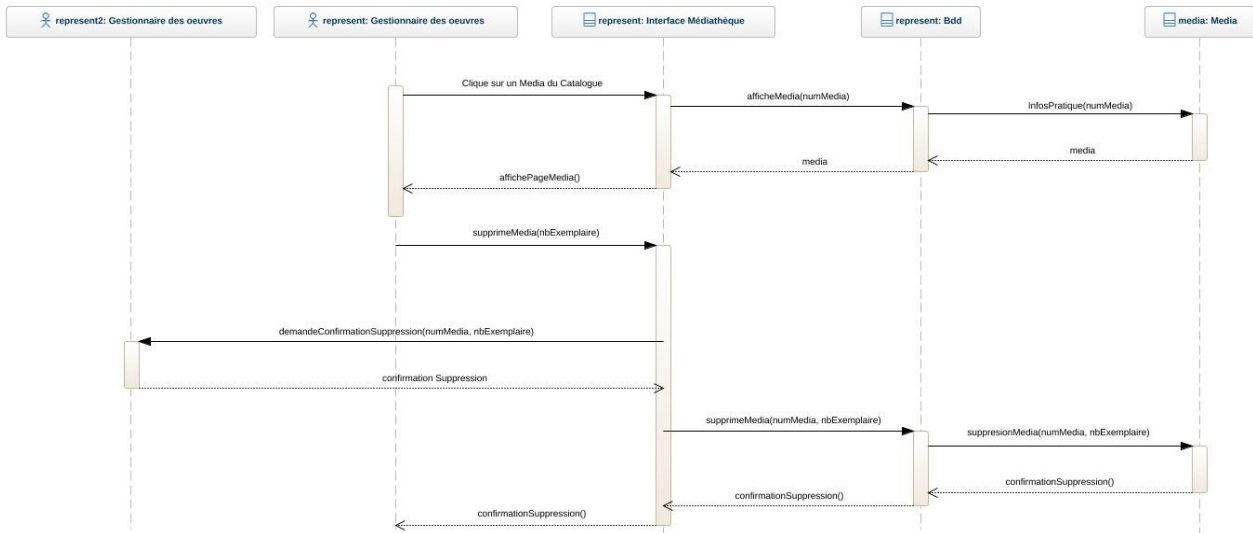 represent2: Gestionnaire des oeuvres
represent: Gestionnaire des oeuvres
represent: Interface Médiathèque
represent: Bdd
media: Media
Clique sur un Media du Catalogue
afficheMedia(numMedia)
InfosPratique(numMedia)
media
media
affichePageMedia()
supprimeMedia(nbExemplaire)
demandeConfirmationSuppression(numMedia, nbExemplaire)
confirmation Suppression
supprimeMedia(numMedia, nbExemplaire)
suppresionMedia(numMedia, nbExemplaire)
confirmationSuppression()
confirmationSuppression()
confirmationSuppression()